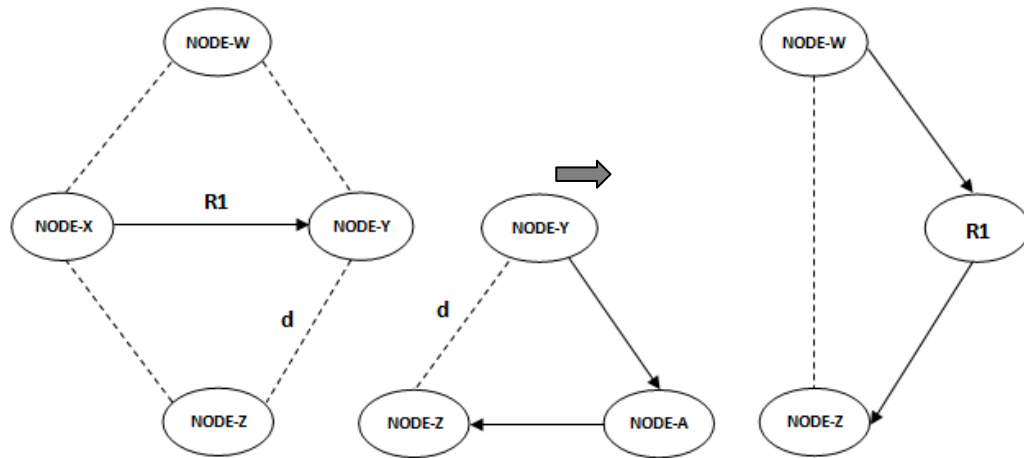 NODE-W
NODE-X
R1
NODE-Y
d
NODE-Z
NODE-Y
d
NODE-Z
NODE-A
NODE-W
R1
NODE-Z